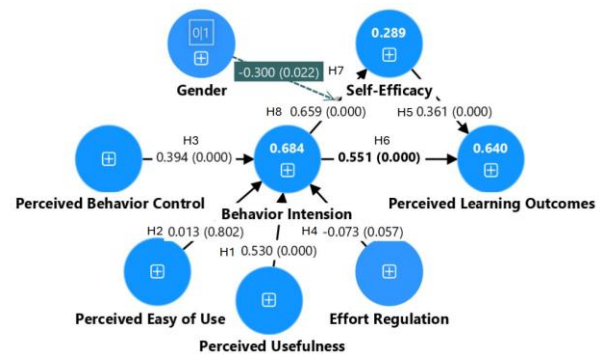 0|1
0.289
-0.300 (0.022) H7
Gender
Self-Efficacy
H8 0.659 (0.000)
H5 0.361 (0.000)
H3
0.394 (0.000)
0.684
H6
0.551 (0.000)
0.640
Perceived Behavior Control
Behavior Intension
Perceived Learning Outcomes
H2 0.013 (0.802)
H4 -0.073 (0.057)
H1 0.530 (0.000)
Perceived Easy of Use
Effort Regulation
Perceived Usefulness